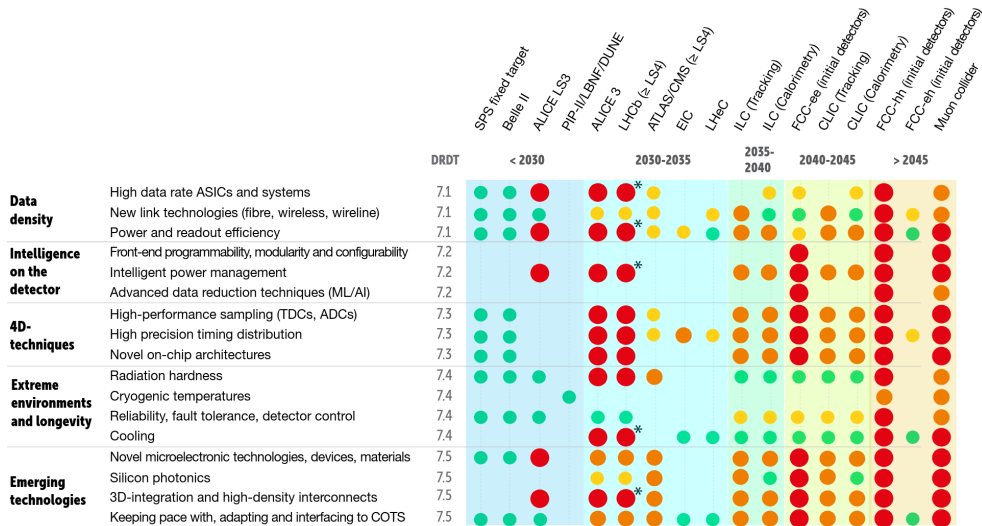 SPS fixed target
Belle II
ALICE LS3
PIP-II/LBNF/DUNE
ALICE 3
LHCb (≥ LS4)
ATLAS/CMS (≥ LS4)
EIC
LHeC
ILC (Tracking)
ILC (Calorimetry)
FCC-ee (initial detectors)
CLIC (Tracking)
CLIC (Calorimetry)
FCC-hh (initial detectors)
FCC-eh (initial detectors)
Muon collider
DRDT < 2030 2030-2035 2035-2040 2040-2045 > 2045
Data density
High data rate ASICs and systems 7.1 *
New link technologies (fibre, wireless, wireline) 7.1
Power and readout efficiency 7.1 *
Intelligence on the detector
Front-end programmability, modularity and configurability 7.2
Intelligent power management 7.2 *
Advanced data reduction techniques (ML/AI) 7.2
4D-techniques
High-performance sampling (TDCs, ADCs) 7.3
High precision timing distribution 7.3
Novel on-chip architectures 7.3
Extreme environments and longevity
Radiation hardness 7.4
Cryogenic temperatures 7.4
Reliability, fault tolerance, detector control 7.4
Cooling 7.4 *
Emerging technologies
Novel microelectronic technologies, devices, materials 7.5
Silicon photonics 7.5
3D-integration and high-density interconnects 7.5 *
Keeping pace with, adapting and interfacing to COTS 7.5